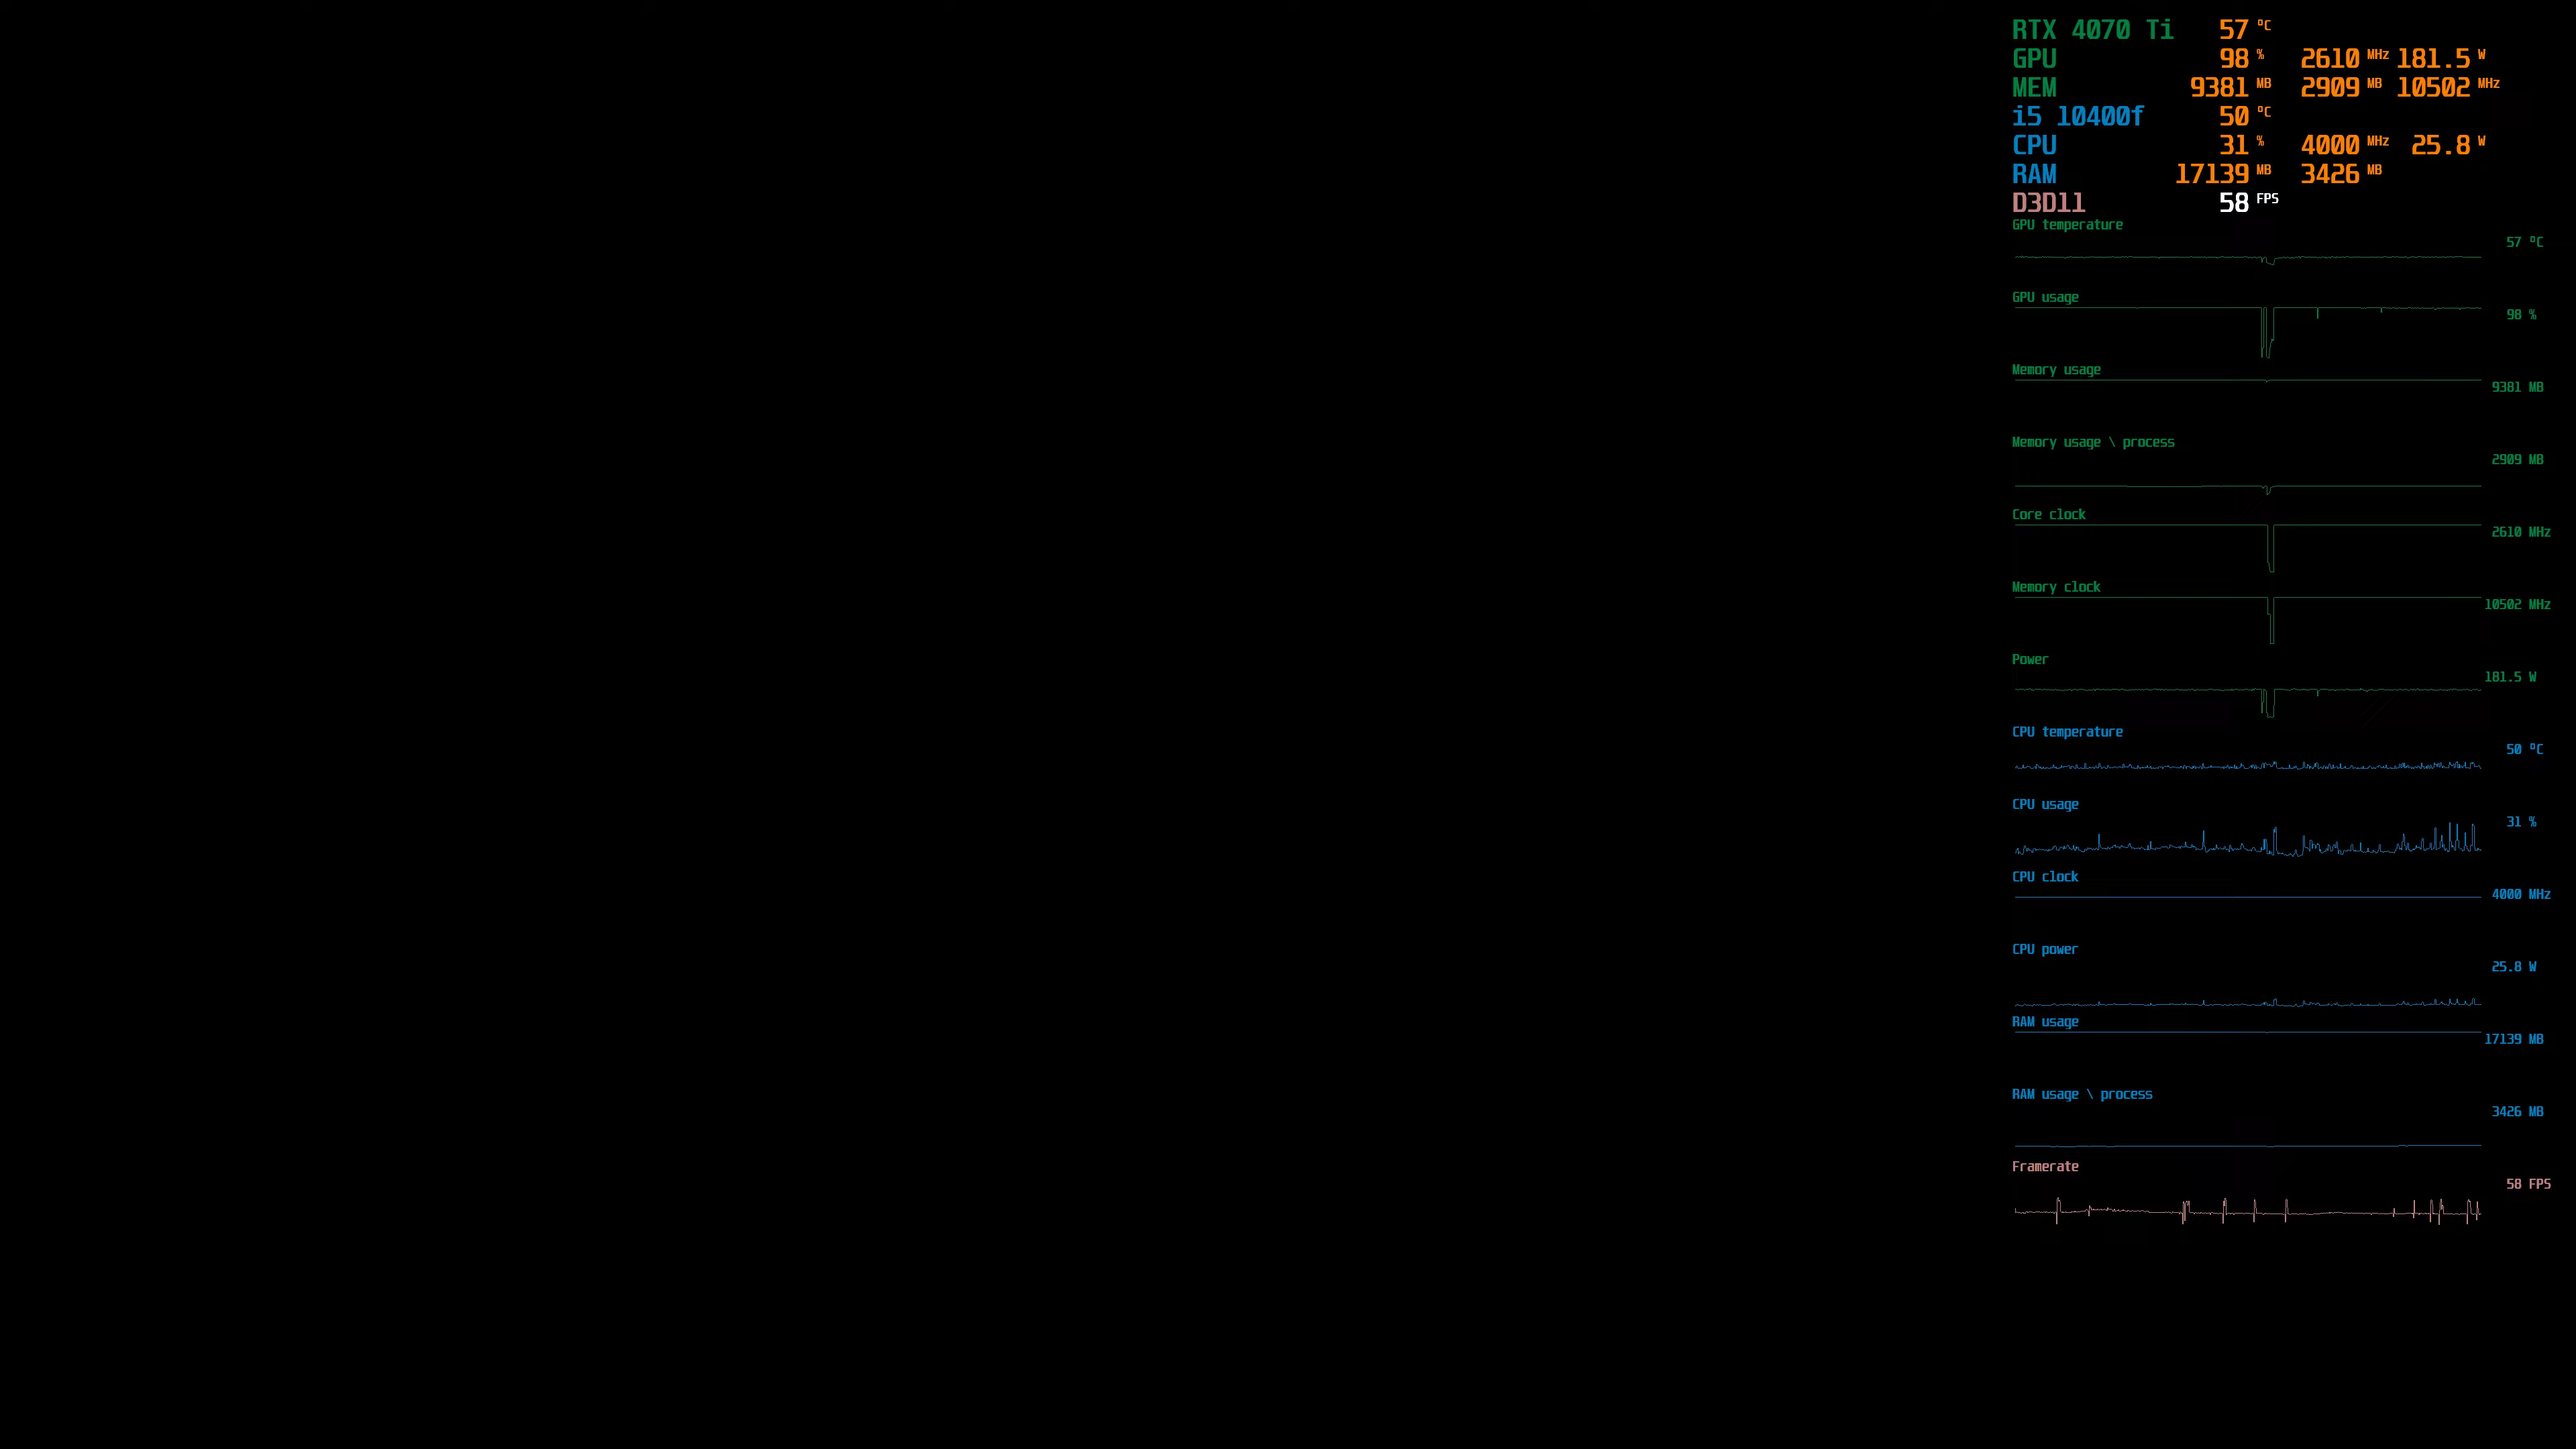 RTX 4070 Ti 57 °C
GPU 98 % 2610 MHz 181.5 W
MEM 9381 MB 2909 MB 10502 MHz
i5 10400f 50 °C
CPU 31 % 4000 MHz 25.8 W
RAM 17139 MB 3426 MB
D3D11 58 FPS
GPU temperature
57 °C
GPU usage
98 %
Memory usage
9381 MB
Memory usage \ process
2909 MB
Core clock
2610 MHz
Memory clock
10502 MHz
Power
181.5 W
CPU temperature
50 °C
CPU usage
31 %
CPU clock
4000 MHz
CPU power
25.8 W
RAM usage
17139 MB
RAM usage \ process
3426 MB
Framerate
58 FPS